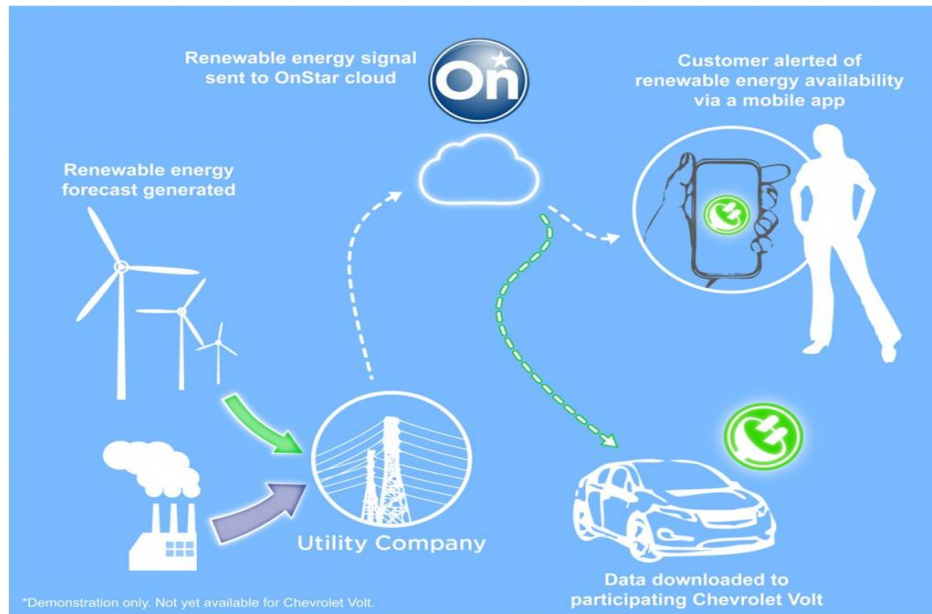 Renewable energy signal
sent to OnStar cloud
On
Customer alerted of
renewable energy availability
via a mobile app
Renewable energy
forecast generated
Utility Company
Data downloaded to
participating Chevrolet Volt
*Demonstration only. Not yet available for Chevrolet Volt.